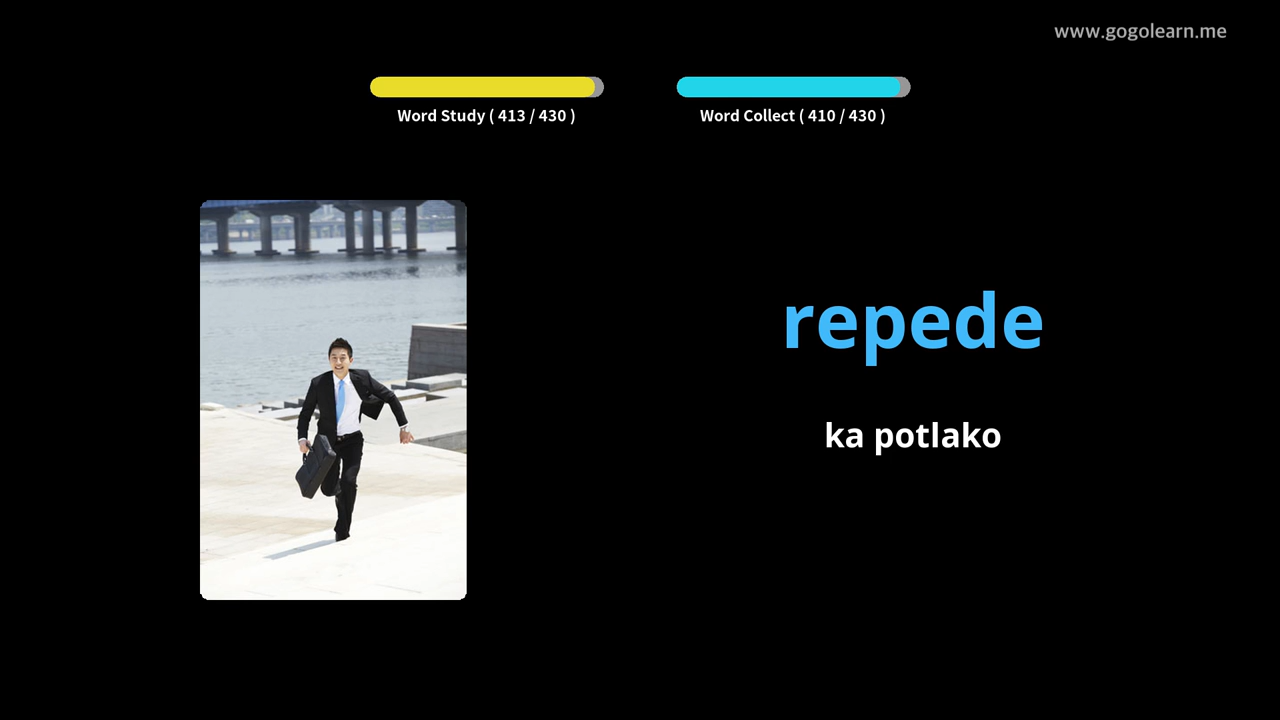 www.gogolearn.me
Word Study ( 413 / 430 )
Word Collect ( 410 / 430 )
repede
ka potlako